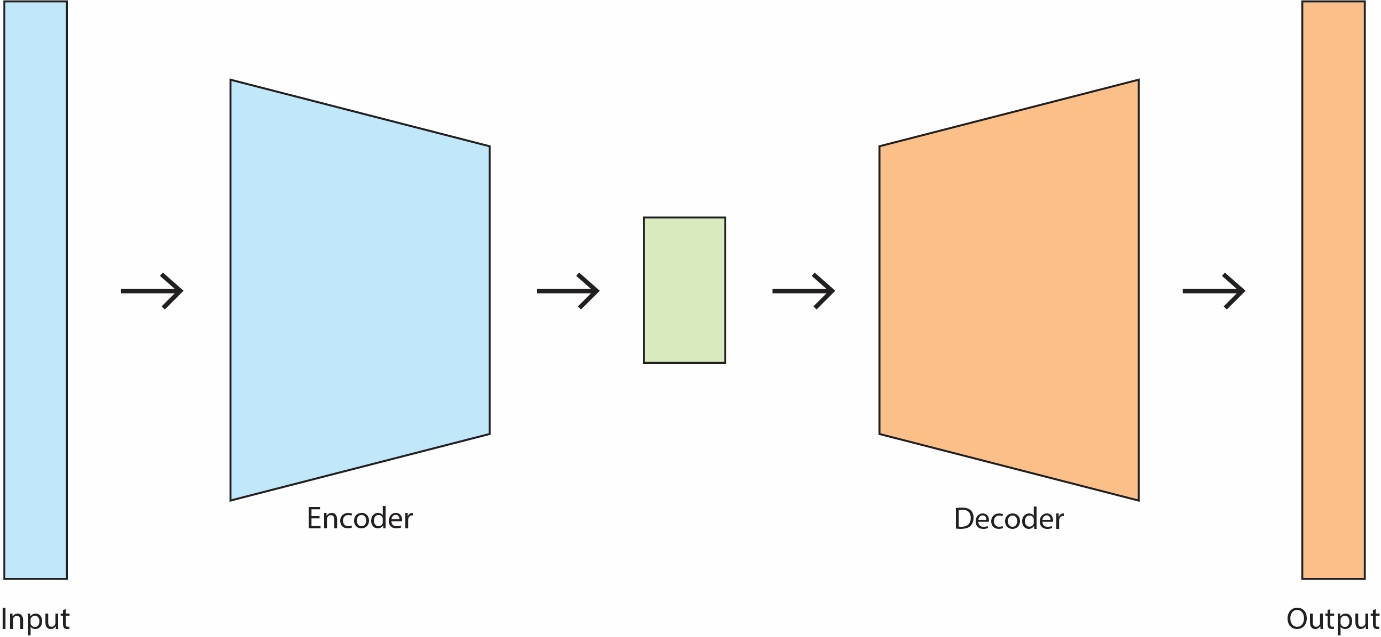 Encoder
Decoder
Input
Output